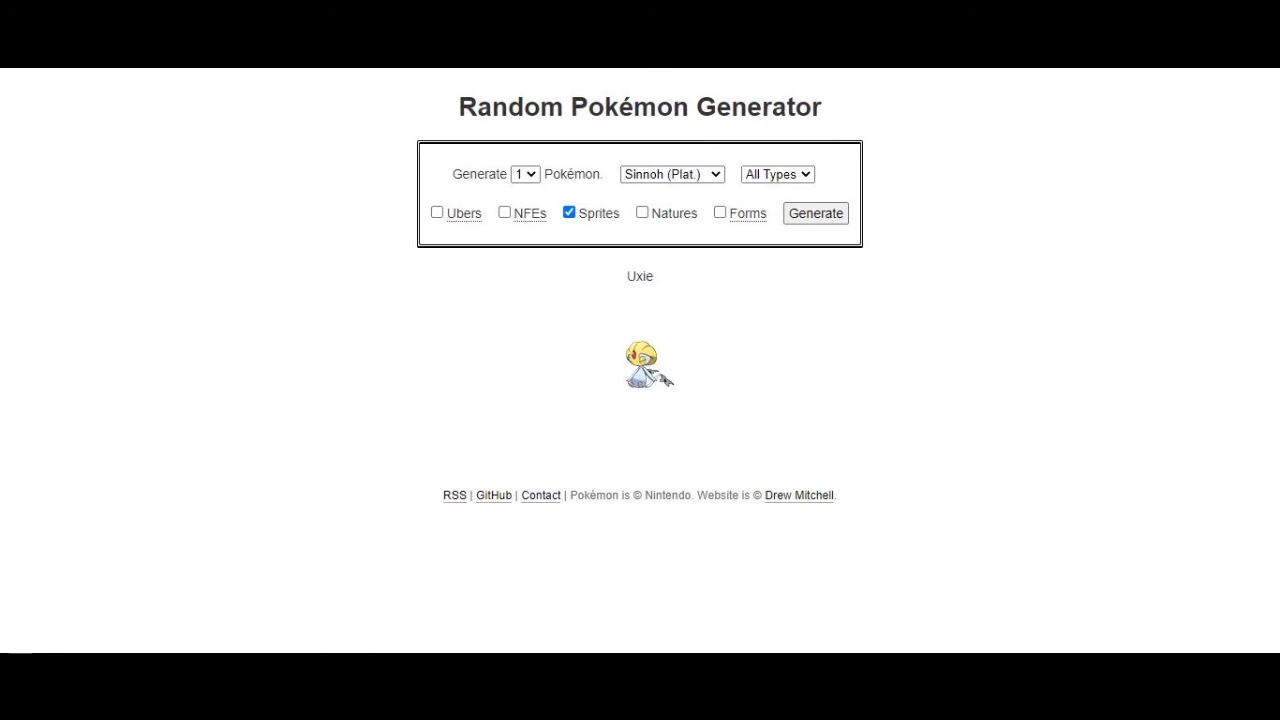 Random Pokémon Generator
Generate 1 Pokémon. Sinnoh (Plat.) All Types
Ubers NFEs Sprites Natures Forms Generate
Uxie
RSS | GitHub | Contact | Pokémon is © Nintendo. Website is © Drew Mitchell.